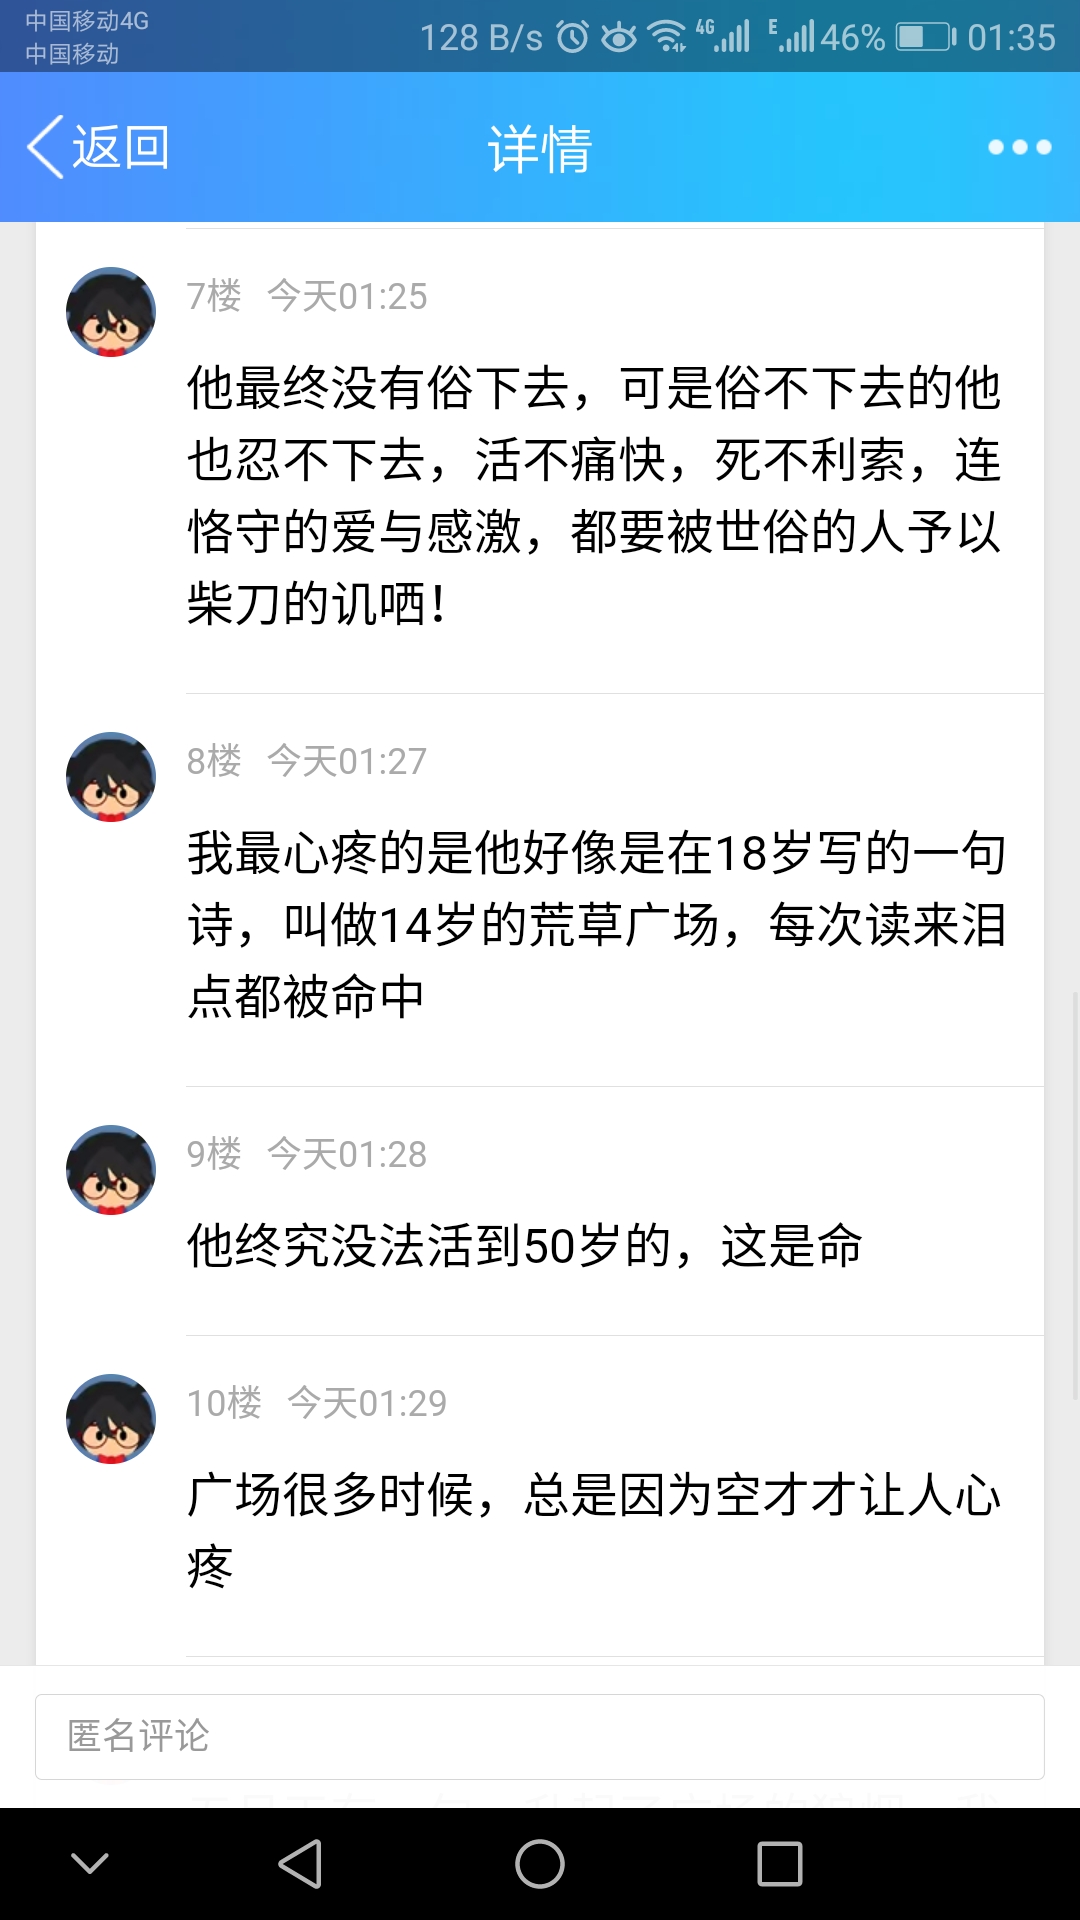 中国移动4G
中国移动
128 B/s
4G
E
46%
01:35
返回
详情
7楼 今天01:25
他最终没有俗下去，可是俗不下去的他
也忍不下去，活不痛快，死不利索，连
恪守的爱与感激，都要被世俗的人予以
柴刀的讥哂！
8楼 今天01:27
我最心疼的是他好像是在18岁写的一句
诗，叫做14岁的荒草广场，每次读来泪
点都被命中
9楼 今天01:28
他终究没法活到50岁的，这是命
10楼 今天01:29
广场很多时候，总是因为空才才让人心
疼
匿名评论